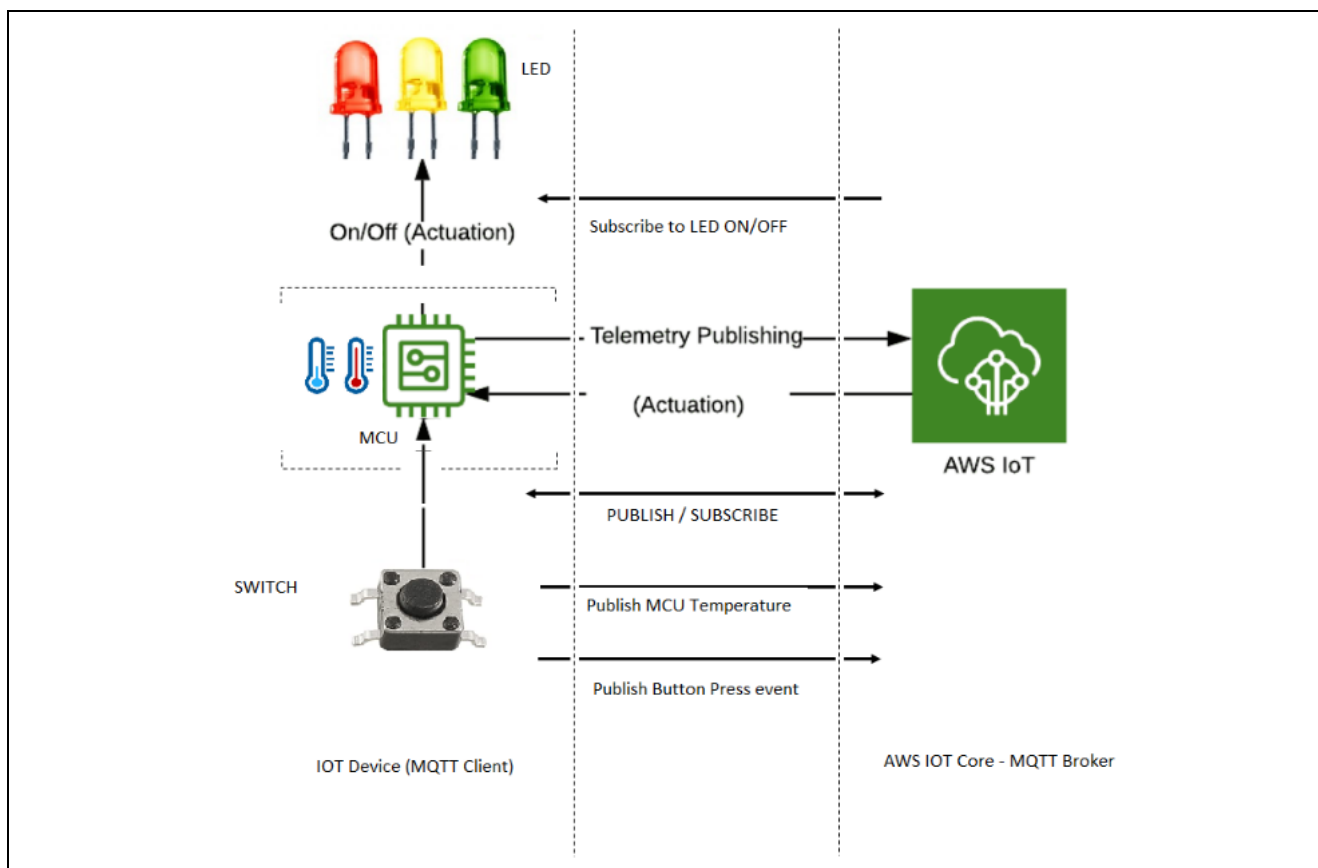 LED
Subscribe to LED ON/OFF
On/Off (Actuation)
Telemetry Publishing
(Actuation)
MCU
AWS IoT
PUBLISH / SUBSCRIBE
SWITCH
Publish MCU Temperature
Publish Button Press event
IOT Device (MQTT Client)
AWS IOT Core - MQTT Broker